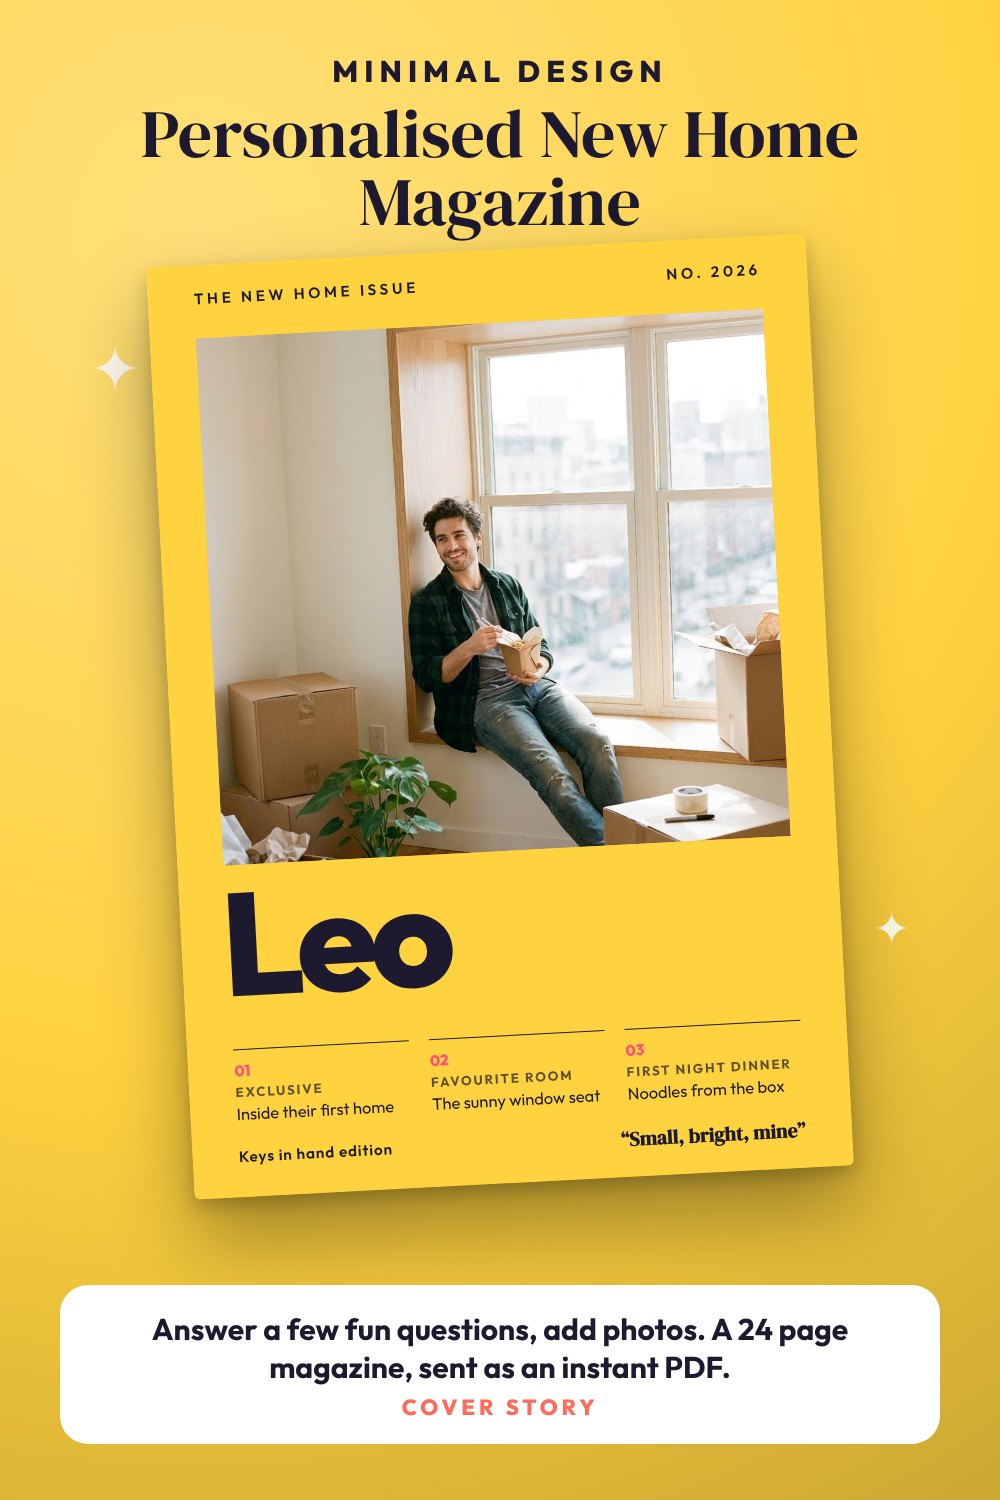 MINIMAL DESIGN
Personalised New Home
Magazine
THE NEW HOME ISSUE
NO. 2026
Leo
01
EXCLUSIVE
Inside their first home
02
FAVOURITE ROOM
The sunny window seat
03
FIRST NIGHT DINNER
Noodles from the box
Keys in hand edition
“Small, bright, mine”
Answer a few fun questions, add photos. A 24 page
magazine, sent as an instant PDF.
COVER STORY